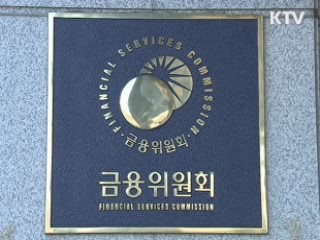 KTV
FINANCIAL SERVICES COMMISSION
·금융위원회·
금융위원회
FINANCIAL SERVICES COMMISSION